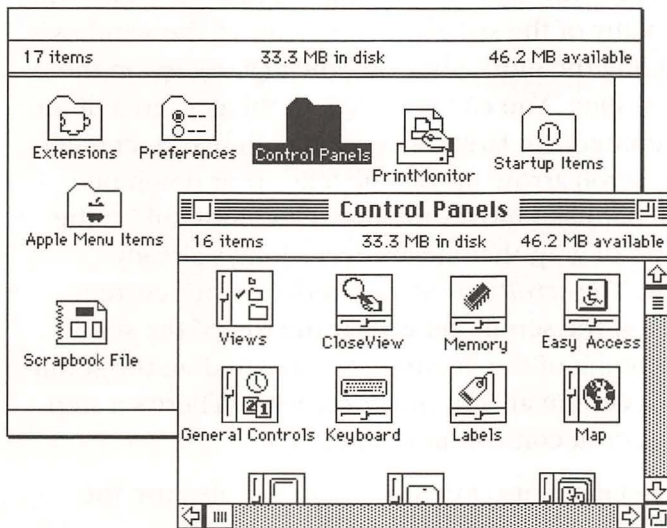 17 items 33.3 MB in disk 46.2 MB available
Extensions Preferences Control Panels PrintMonitor Startup Items
Apple Menu Items
Scrapbook File
Control Panels
16 items 33.3 MB in disk 46.2 MB available
Views CloseView Memory Easy Access
General Controls Keyboard Labels Map
21